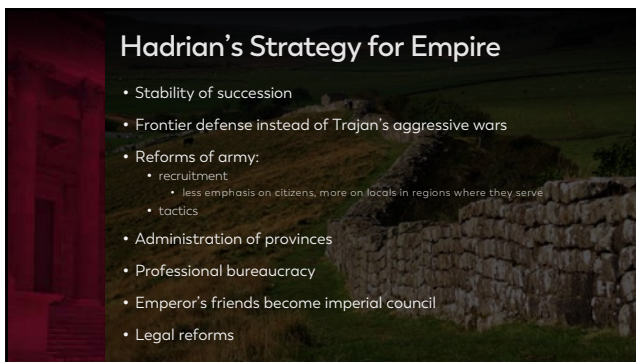 Hadrian’s Strategy for Empire
• Stability of succession
• Frontier defense instead of Trajan’s aggressive wars
• Reforms of army:
• recruitment
• less emphasis on citizens, more on locals in regions where they serve
• tactics
• Administration of provinces
• Professional bureaucracy
• Emperor’s friends become imperial council
• Legal reforms